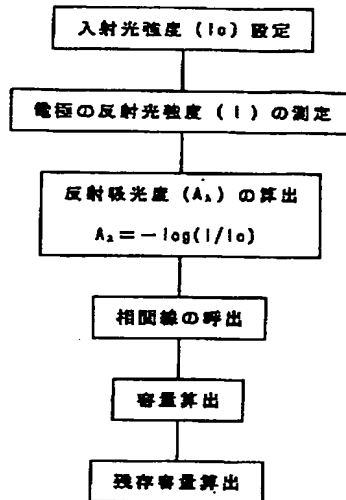 入射光強度 (Io) 設定
電極の反射光強度 (I) の測定
反射吸光度 (Aλ) の算出
Aλ = −log(I/Io)
相関線の呼出
容量算出
残存容量算出